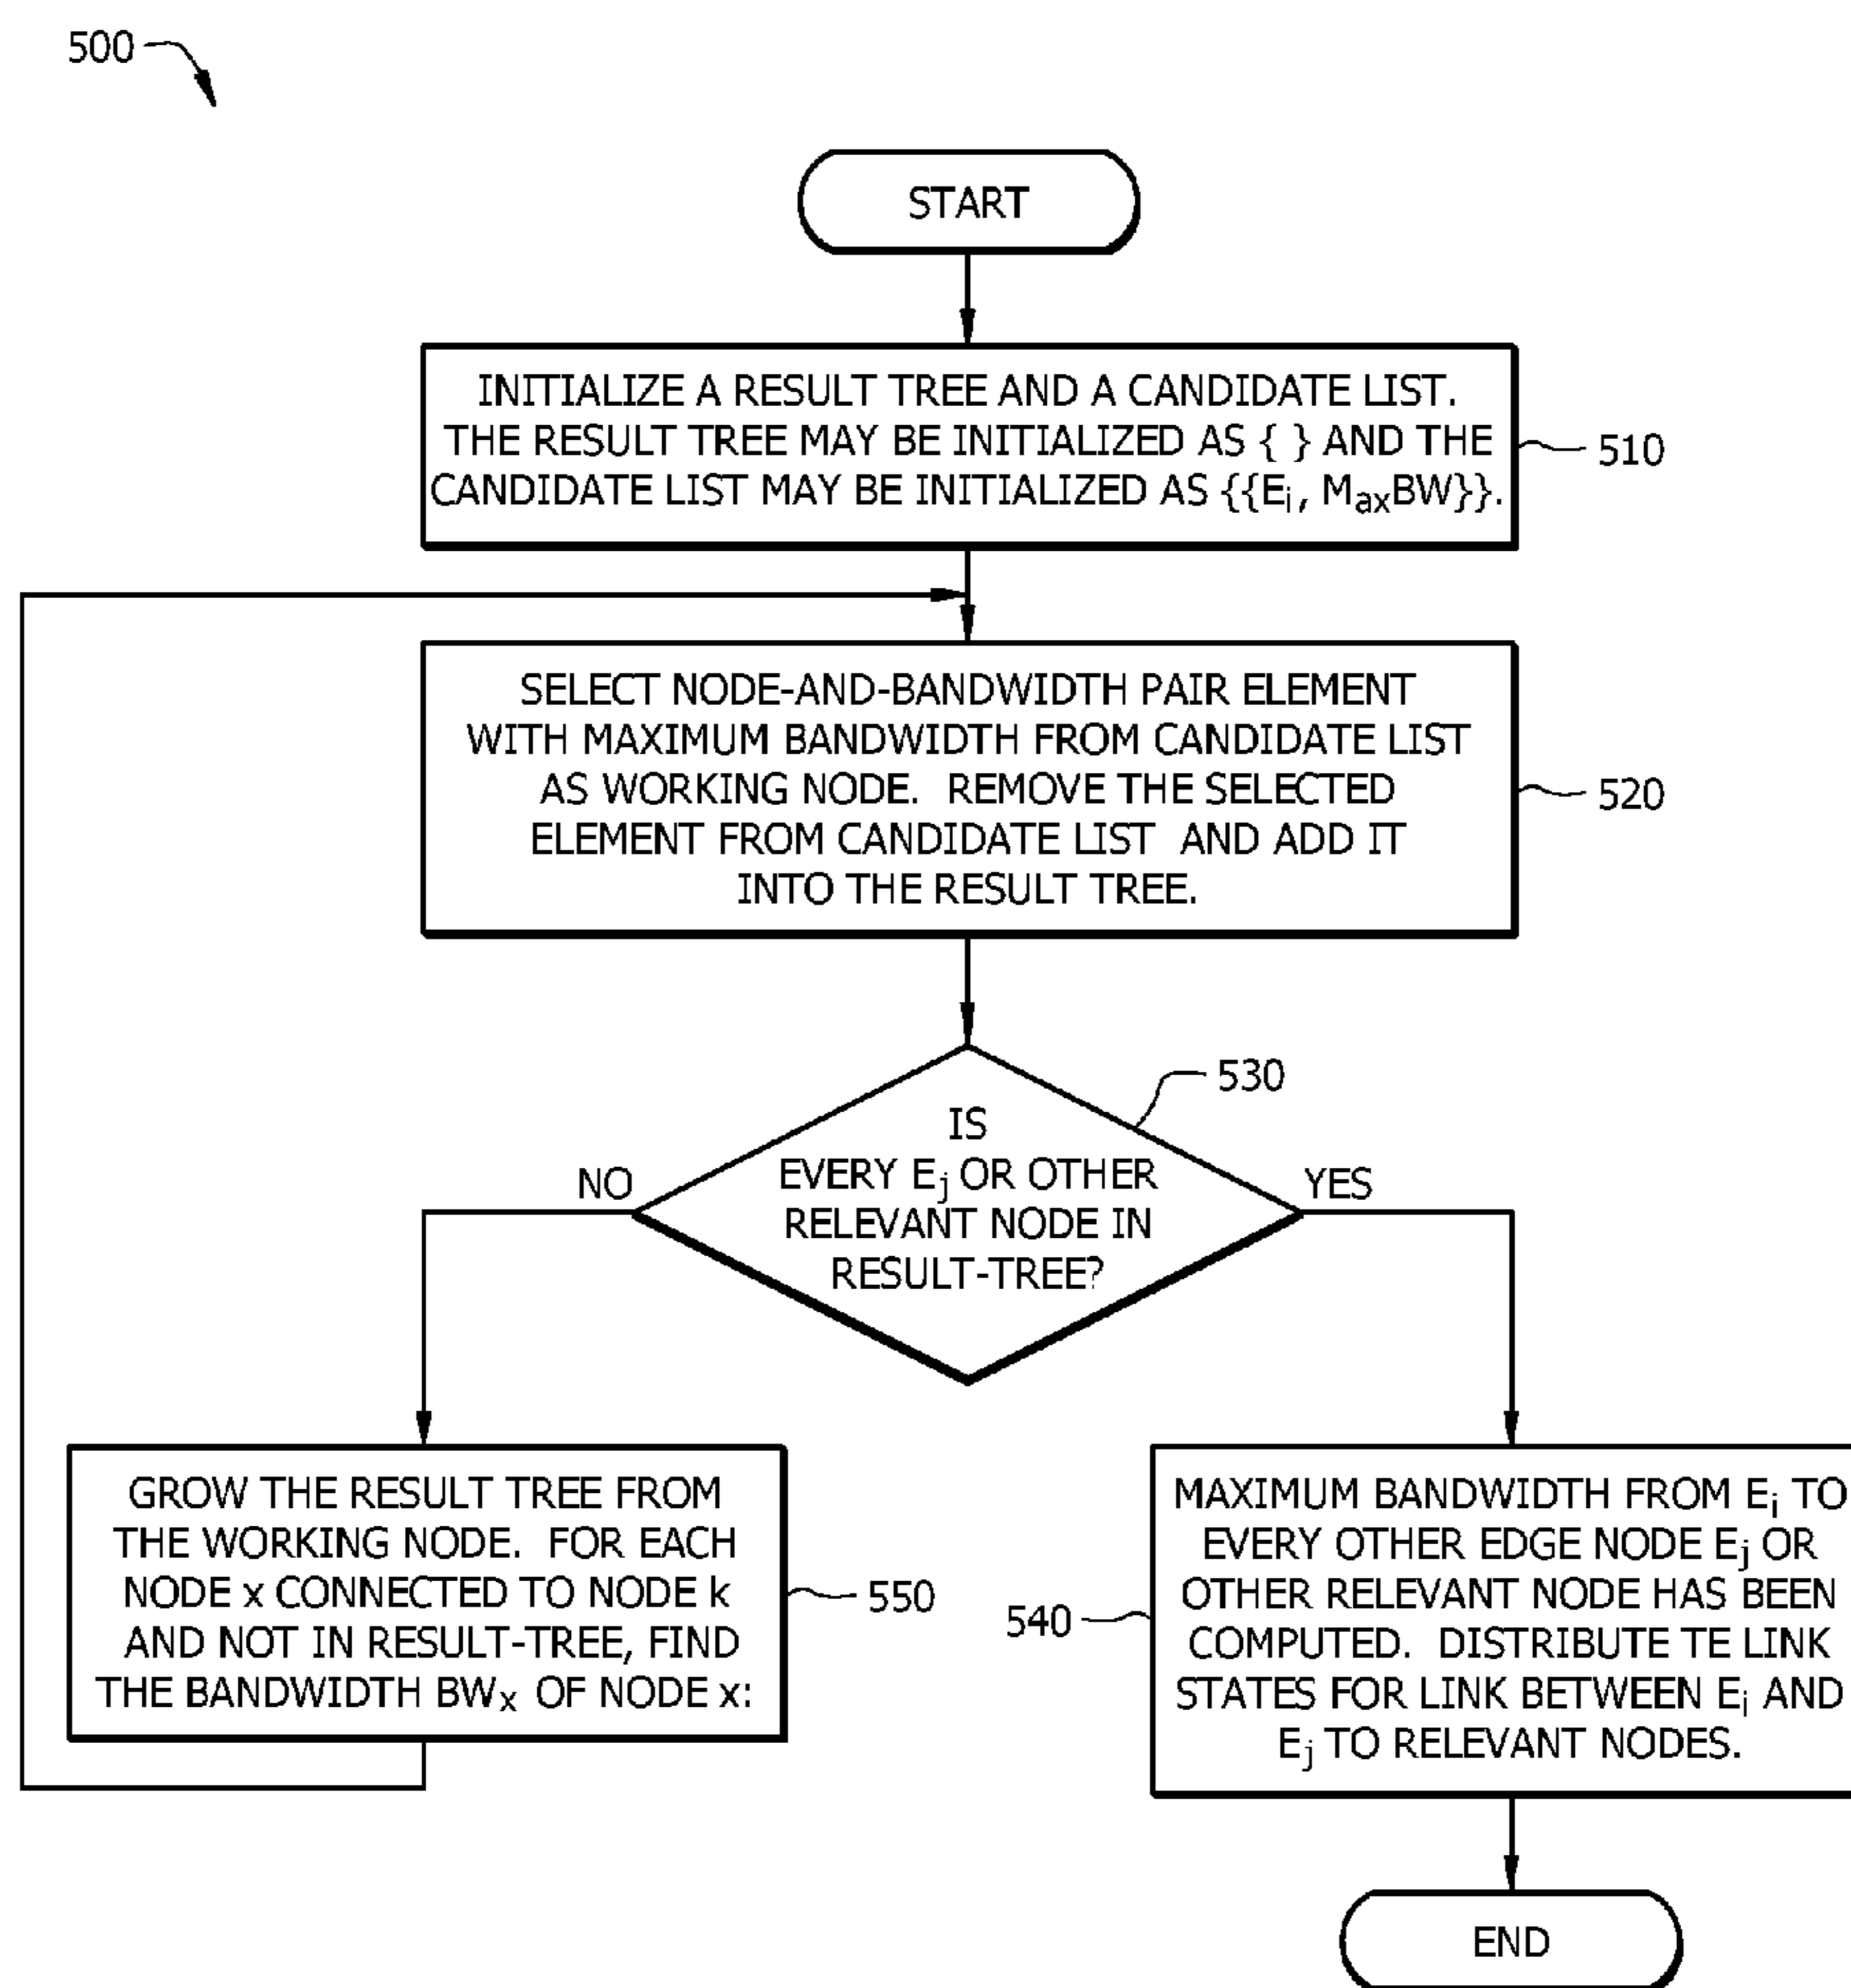 500
START
INITIALIZE A RESULT TREE AND A CANDIDATE LIST.
THE RESULT TREE MAY BE INITIALIZED AS { } AND THE
CANDIDATE LIST MAY BE INITIALIZED AS {{Ei, MaxBW}}.
510
SELECT NODE-AND-BANDWIDTH PAIR ELEMENT
WITH MAXIMUM BANDWIDTH FROM CANDIDATE LIST
AS WORKING NODE. REMOVE THE SELECTED
ELEMENT FROM CANDIDATE LIST AND ADD IT
INTO THE RESULT TREE.
520
530
IS
EVERY Ej OR OTHER
RELEVANT NODE IN
RESULT-TREE?
NO
YES
GROW THE RESULT TREE FROM
THE WORKING NODE. FOR EACH
NODE x CONNECTED TO NODE k
AND NOT IN RESULT-TREE, FIND
THE BANDWIDTH BWx OF NODE x:
550
540
MAXIMUM BANDWIDTH FROM Ei TO
EVERY OTHER EDGE NODE Ej OR
OTHER RELEVANT NODE HAS BEEN
COMPUTED. DISTRIBUTE TE LINK
STATES FOR LINK BETWEEN Ei AND
Ej TO RELEVANT NODES.
END